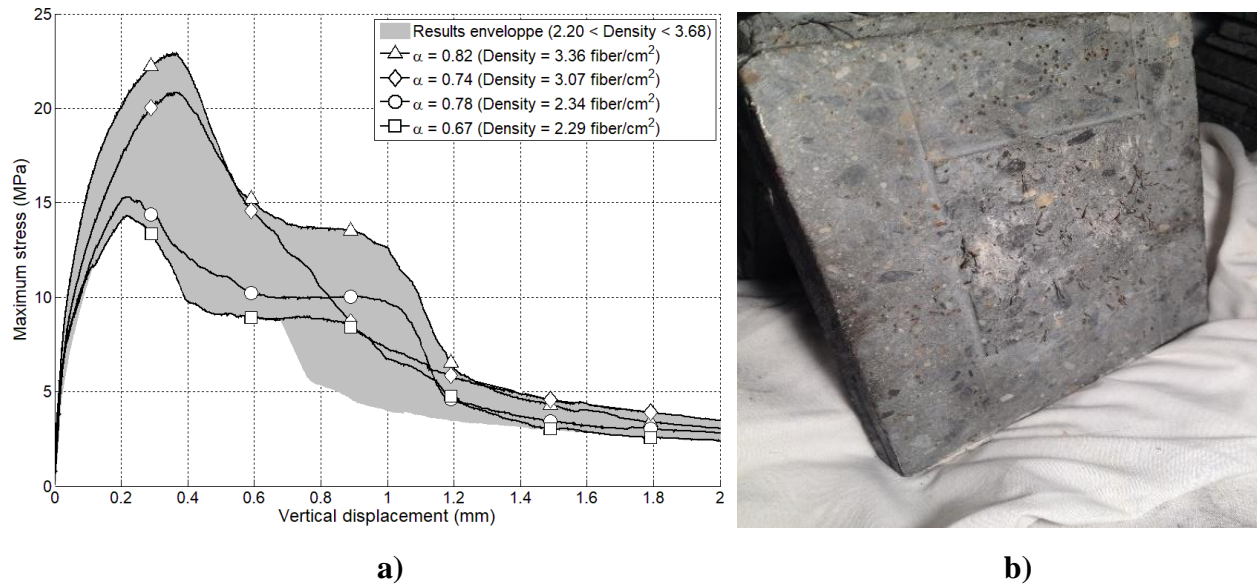 Results enveloppe (2.20 < Density < 3.68)
α = 0.82 (Density = 3.36 fiber/cm²)
α = 0.74 (Density = 3.07 fiber/cm²)
α = 0.78 (Density = 2.34 fiber/cm²)
α = 0.67 (Density = 2.29 fiber/cm²)
25
20
15
10
5
0
Maximum stress (MPa)
0 0.2 0.4 0.6 0.8 1 1.2 1.4 1.6 1.8 2
Vertical displacement (mm)
a) b)